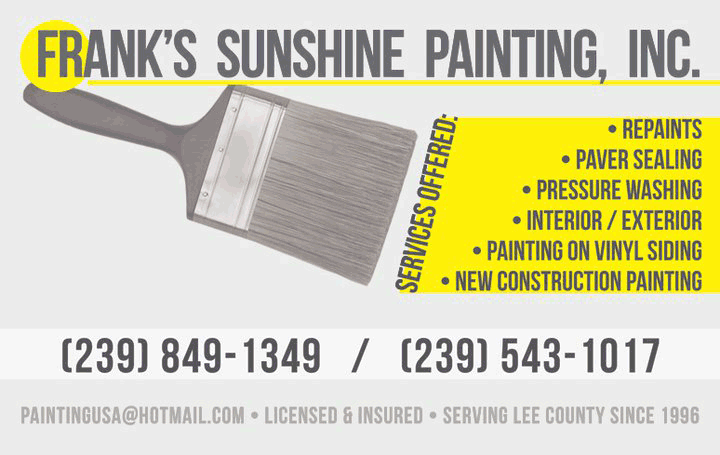 FRANK'S SUNSHINE PAINTING, INC.
SERVICES OFFERED:
• REPAINTS
• PAVER SEALING
• PRESSURE WASHING
• INTERIOR / EXTERIOR
• PAINTING ON VINYL SIDING
• NEW CONSTRUCTION PAINTING
(239) 849-1349 / (239) 543-1017
PAINTINGUSA@HOTMAIL.COM • LICENSED & INSURED • SERVING LEE COUNTY SINCE 1996